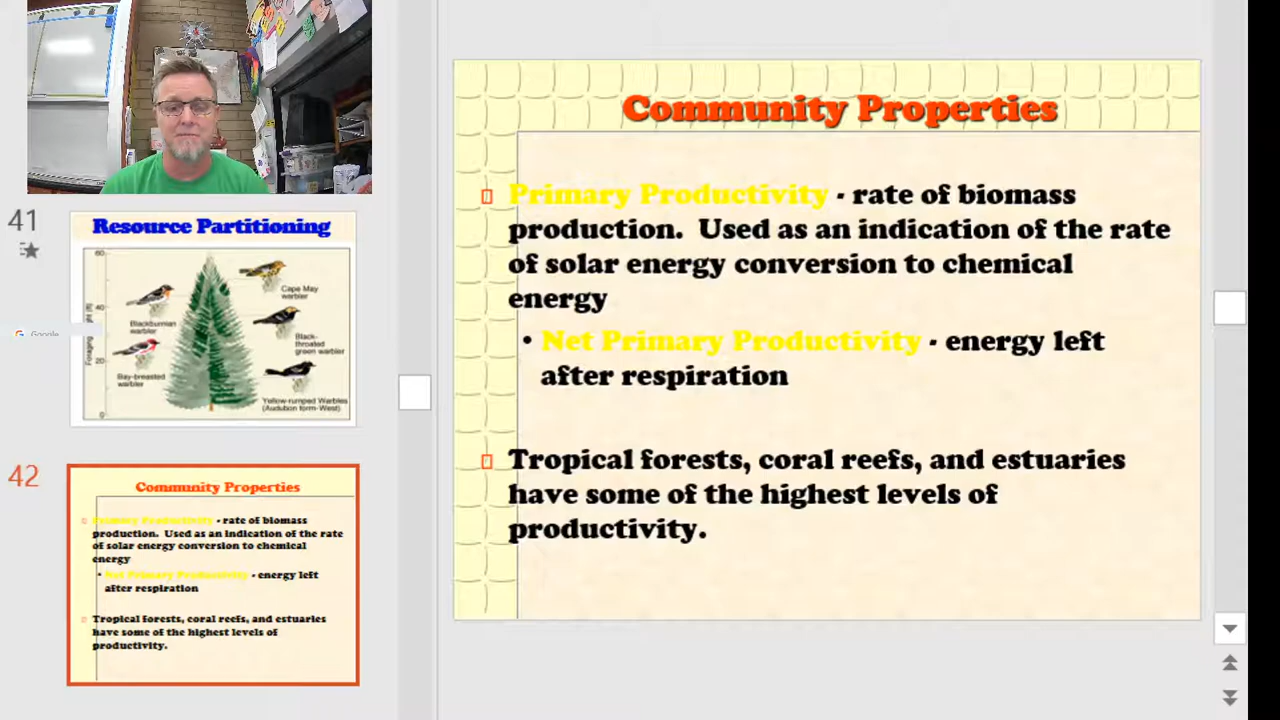 41
Resource Partitioning
60
40
20
0
Cape May
warbler
Blackburnian
warbler
Black-
throated
green warbler
Bay-breasted
warbler
Yellow-rumped Warbles
(Audubon form-West)
Google
42
Community Properties
Primary Productivity - rate of biomass
production. Used as an indication of the rate
of solar energy conversion to chemical
energy
• Net Primary Productivity - energy left
after respiration
Tropical forests, coral reefs, and estuaries
have some of the highest levels of
productivity.
Community Properties
Primary Productivity - rate of biomass
production. Used as an indication of the rate
of solar energy conversion to chemical
energy
• Net Primary Productivity - energy left
after respiration
Tropical forests, coral reefs, and estuaries
have some of the highest levels of
productivity.